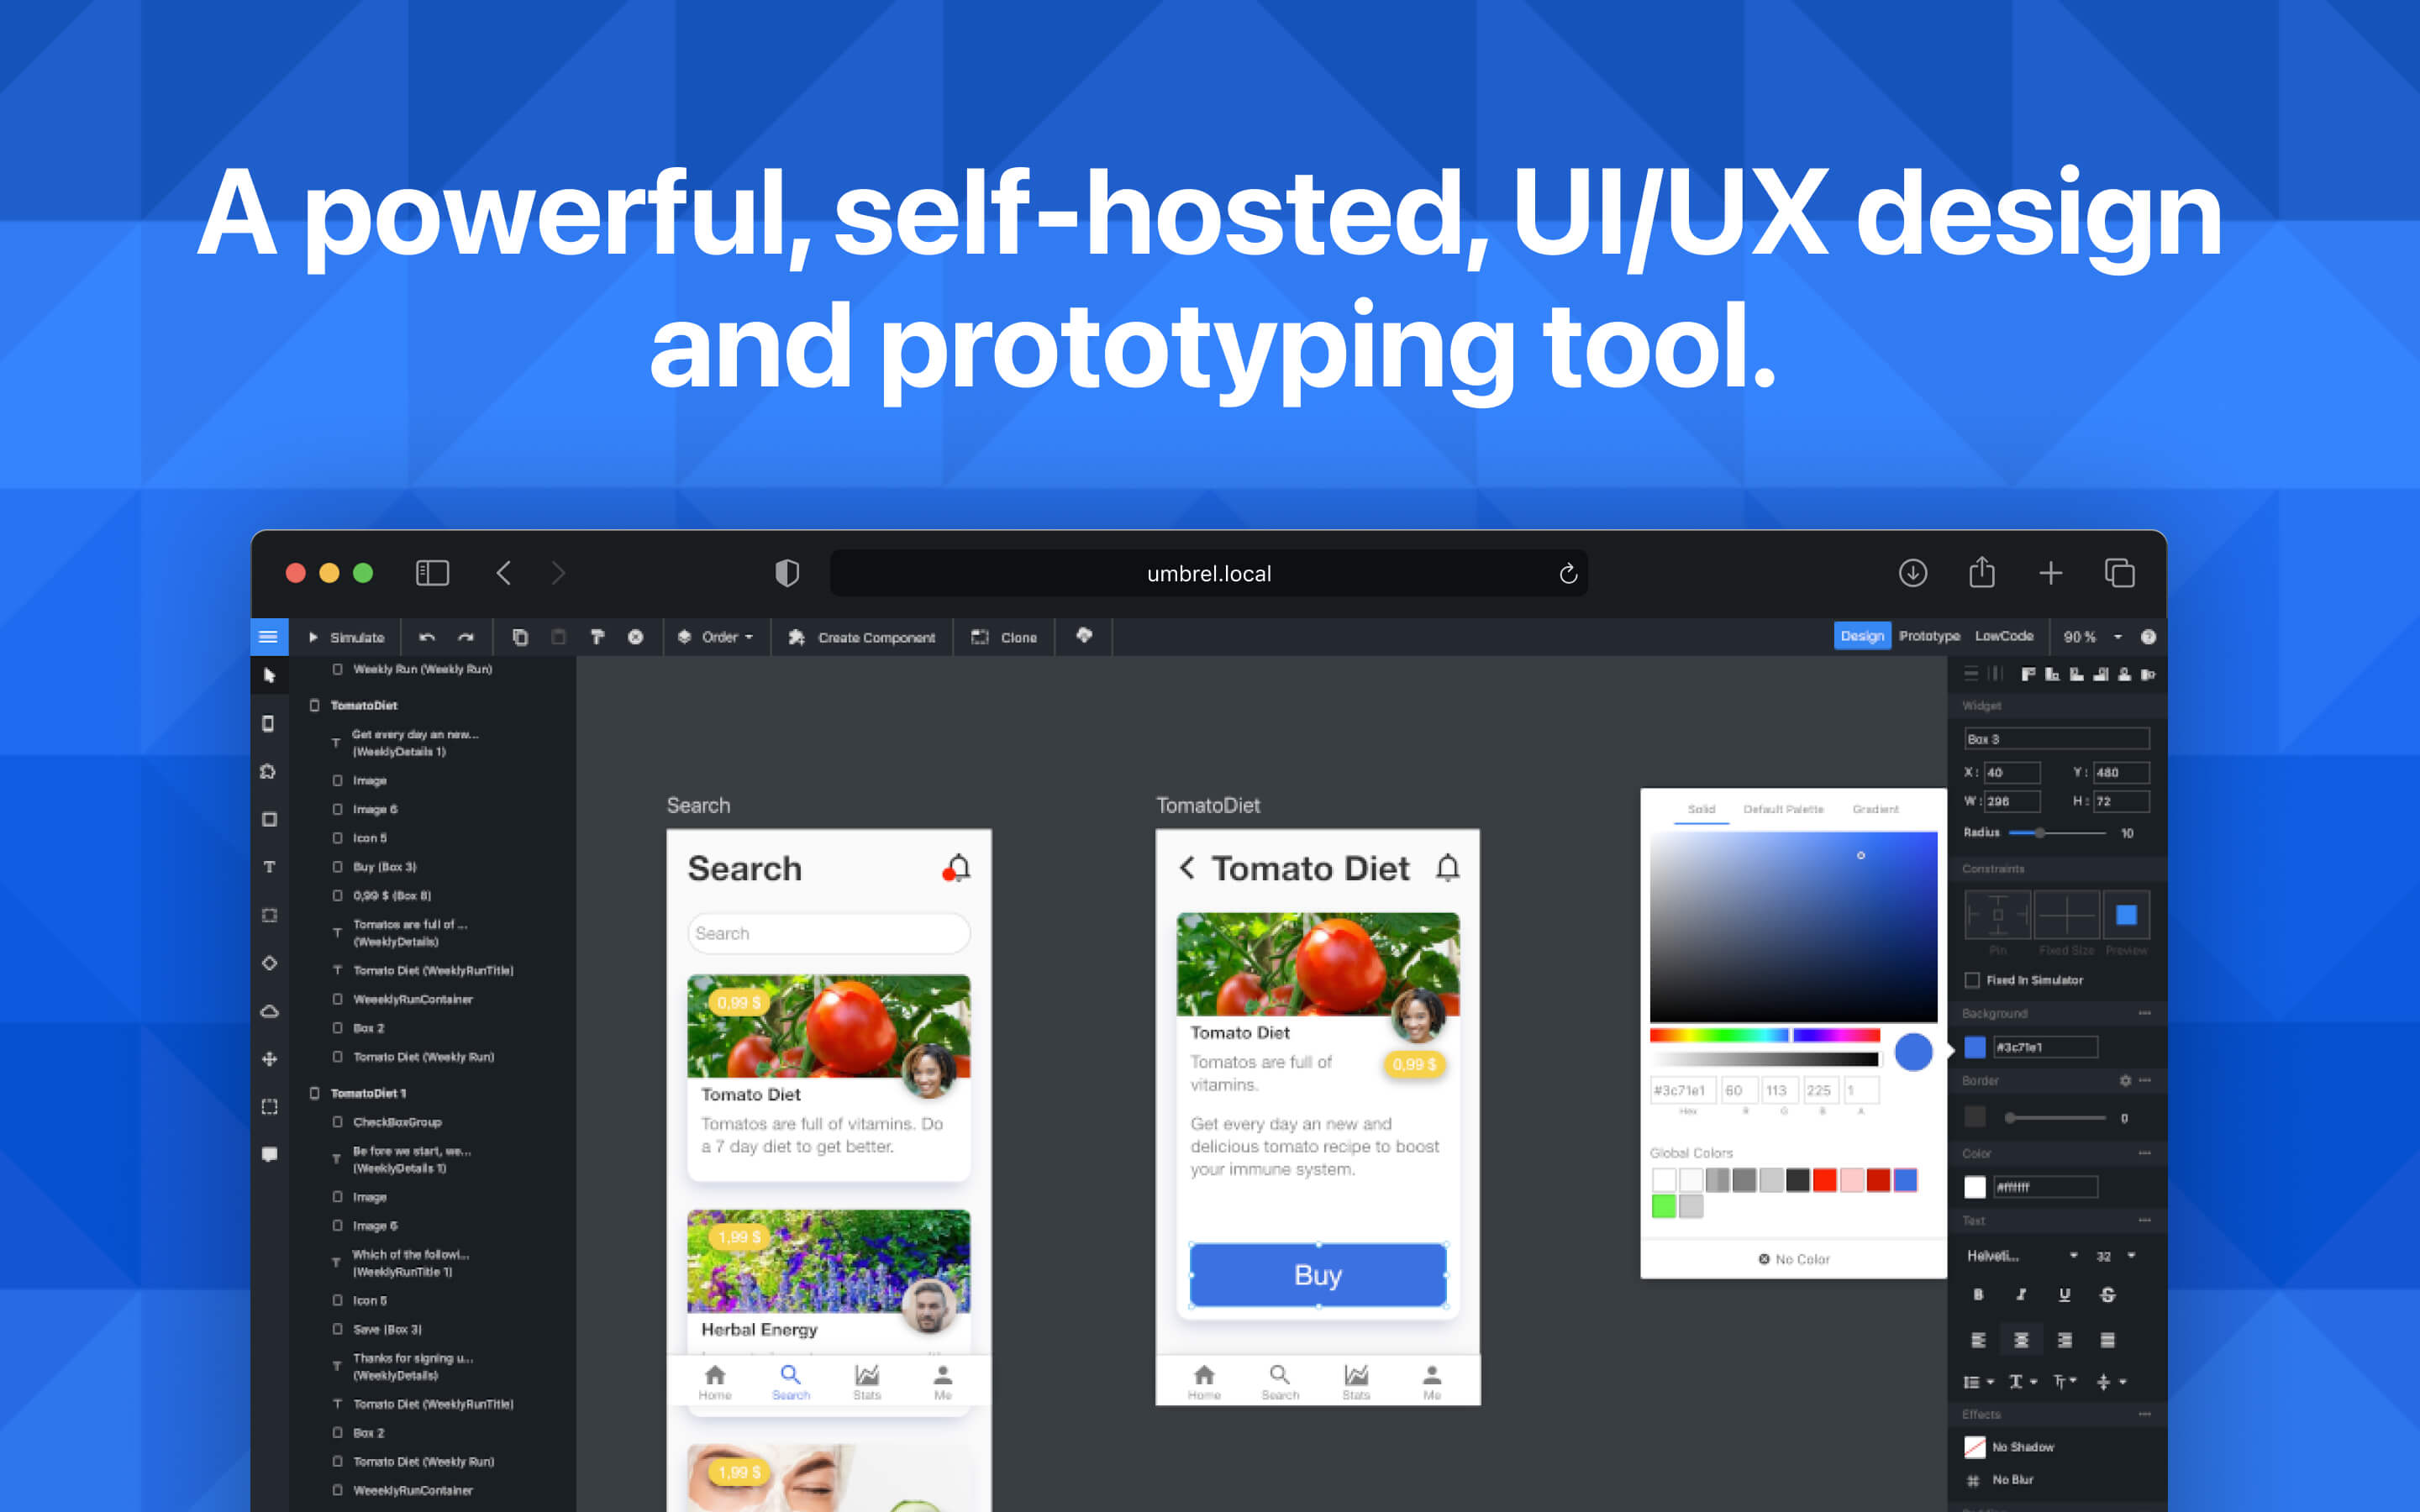 A powerful, self-hosted, UI/UX design
and prototyping tool.
umbrel.local
Simulate
Order
Create Component
Clone
Design
Prototype
LowCode
90 %
Weekly Run (Weekly Run)
TomatoDiet
Get every day an new...
(WeeklyDetails 1)
Image
Image 6
Icon 5
Buy (Box 3)
0,99 $ (Box 8)
Tomatos are full of ...
(WeeklyDetails)
Tomato Diet (WeeklyRunTitle)
WeeeklyRunContainer
Box 2
Tomato Diet (Weekly Run)
TomatoDiet 1
CheckBoxGroup
Be fore we start, we...
(WeeklyDetails 1)
Image
Image 6
Which of the followi...
(WeeklyRunTitle 1)
Icon 5
Save (Box 3)
Thanks for signing u...
(WeeklyDetails)
Tomato Diet (WeeklyRunTitle)
Box 2
Tomato Diet (Weekly Run)
WeeeklyRunContainer
Search
Search
Search
0,99 $
Tomato Diet
Tomatos are full of vitamins. Do
a 7 day diet to get better.
1,99 $
Herbal Energy
Home
Search
Stats
Me
1,99 $
TomatoDiet
Tomato Diet
Tomato Diet
Tomatos are full of
vitamins.
0,99 $
Get every day an new and
delicious tomato recipe to boost
your immune system.
Buy
Home
Search
Stats
Me
Solid
Default Palette
Gradient
#3c71e1
60
113
225
1
Hex
R
G
B
A
Global Colors
No Color
Widget
Box 3
X: 40
Y: 480
W: 296
H: 72
Radius
10
Constraints
Pin
Fixed Size
Preview
Fixed In Simulator
Background
#3c71e1
Border
0
Color
#ffffff
Text
Helveti...
32
B
I
U
S
Effects
No Shadow
No Blur